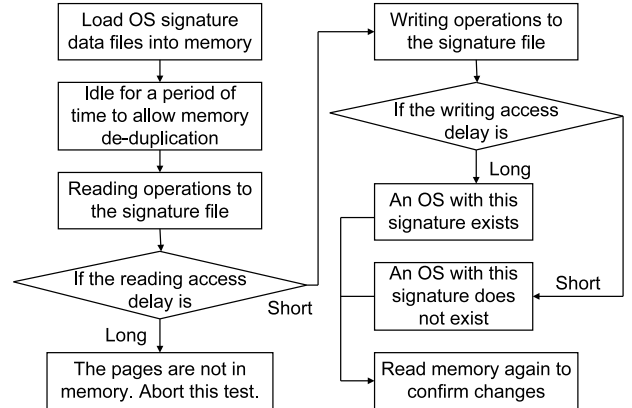 Load OS signature
data files into memory
Idle for a period of
time to allow memory
de-duplication
Reading operations to
the signature file
If the reading access
delay is
Short
Long
The pages are not in
memory. Abort this test.
Writing operations to
the signature file
If the writing access
delay is
Long
An OS with this
signature exists
An OS with this
signature does
not exist
Short
Read memory again to
confirm changes